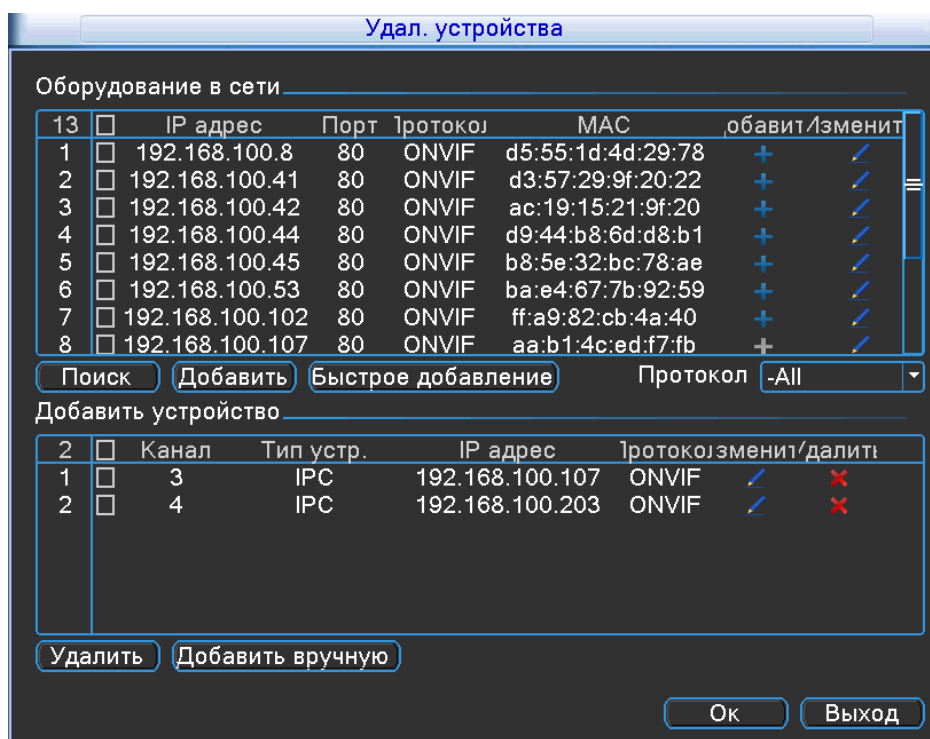 Удал. устройства
Оборудование в сети
13 IP адрес Порт Протокол MAC Добавить Изменить
1 192.168.100.8 80 ONVIF d5:55:1d:4d:29:78
2 192.168.100.41 80 ONVIF d3:57:29:9f:20:22
3 192.168.100.42 80 ONVIF ac:19:15:21:9f:20
4 192.168.100.44 80 ONVIF d9:44:b8:6d:d8:b1
5 192.168.100.45 80 ONVIF b8:5e:32:bc:78:ae
6 192.168.100.53 80 ONVIF ba:e4:67:7b:92:59
7 192.168.100.102 80 ONVIF ff:a9:82:cb:4a:40
8 192.168.100.107 80 ONVIF aa:b1:4c:ed:f7:fb
Поиск Добавить Быстрое добавление Протокол -All
Добавить устройство
2 Канал Тип устр. IP адрес Протокол Изменить Удалить
1 3 IPC 192.168.100.107 ONVIF
2 4 IPC 192.168.100.203 ONVIF
Удалить Добавить вручную
Ок Выход